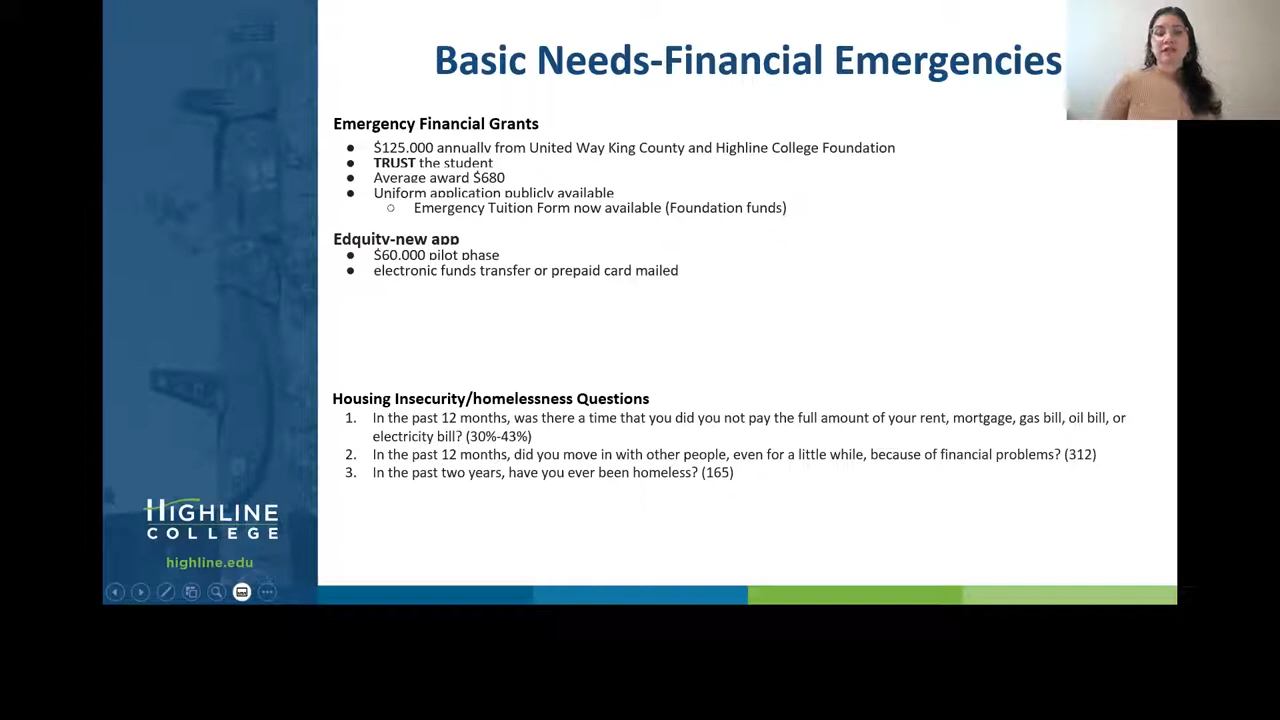 Basic Needs-Financial Emergencies
Emergency Financial Grants
● $125,000 annually from United Way King County and Highline College Foundation
● TRUST the student
● Average award $680
● Uniform application publicly available
○ Emergency Tuition Form now available (Foundation funds)
Edquity-new app
● $60,000 pilot phase
● electronic funds transfer or prepaid card mailed
Housing Insecurity/homelessness Questions
1. In the past 12 months, was there a time that you did you not pay the full amount of your rent, mortgage, gas bill, oil bill, or
electricity bill? (30%-43%)
2. In the past 12 months, did you move in with other people, even for a little while, because of financial problems? (312)
3. In the past two years, have you ever been homeless? (165)
HIGHLINE
COLLEGE
highline.edu